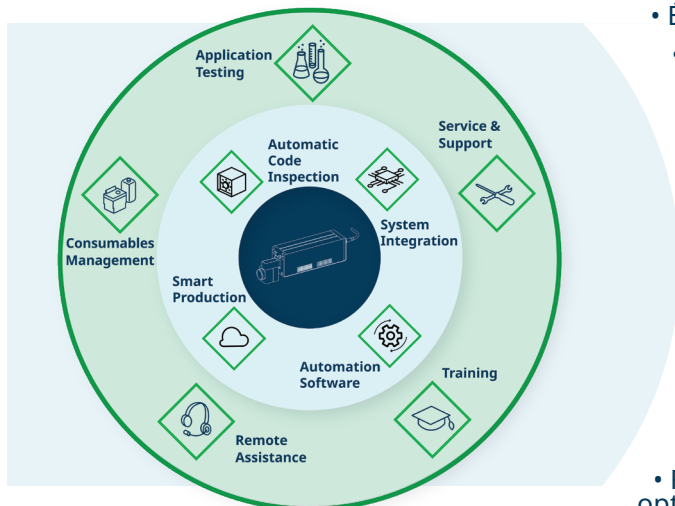 Application
Testing
Service &
Support
Automatic
Code
Inspection
System
Integration
Consumables
Management
Smart
Production
Automation
Software
Training
Remote
Assistance